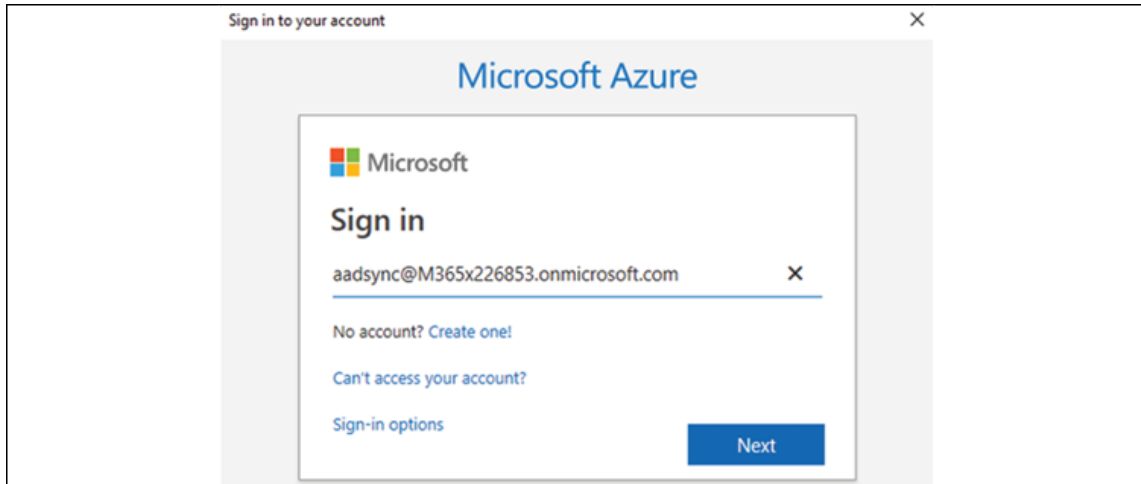 Sign in to your account
Microsoft Azure
Microsoft
Sign in
aadsync@M365x226853.onmicrosoft.com
No account? Create one!
Can't access your account?
Sign-in options
Next